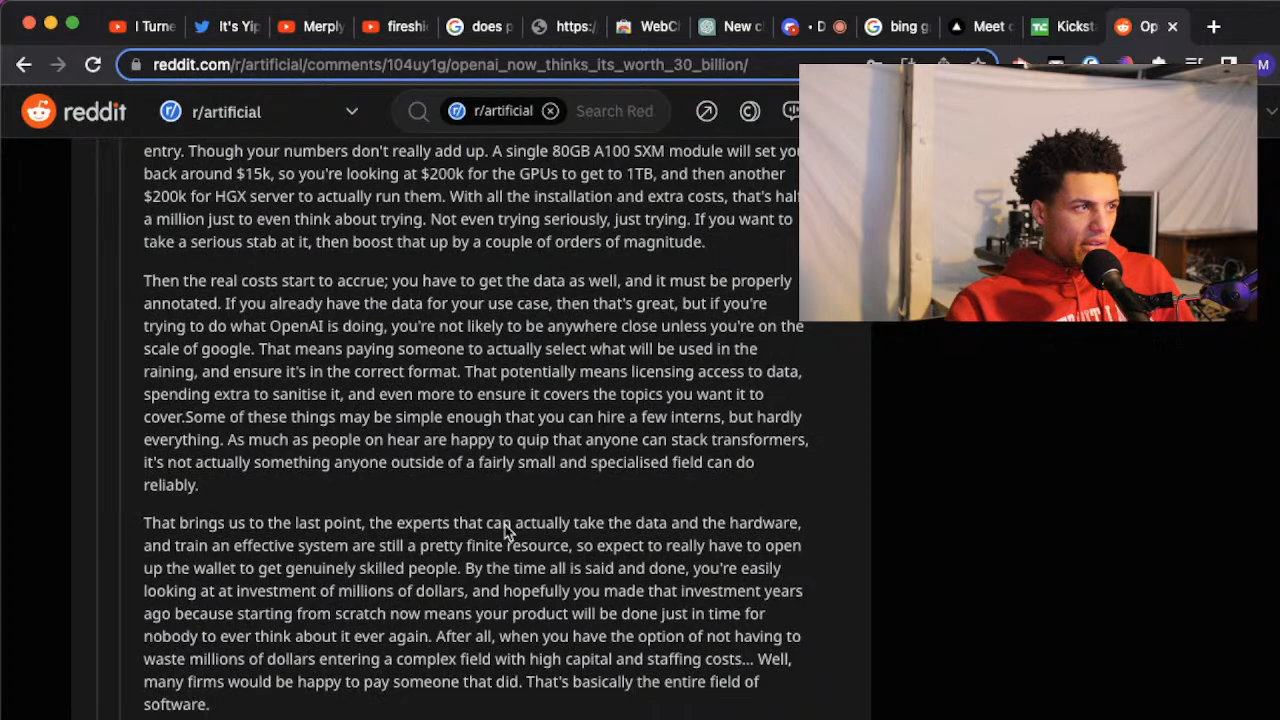 I Turne
It's Yip
Merply
fireshi
does p
https:/
WebC
New c
• D
bing g
Meet c
Kicksta
Op
reddit.com/r/artificial/comments/104uy1g/openai_now_thinks_its_worth_30_billion/
M
reddit
r/artificial
r/artificial
Search Red
entry. Though your numbers don't really add up. A single 80GB A100 SXM module will set you
back around $15k, so you're looking at $200k for the GPUs to get to 1TB, and then another
$200k for HGX server to actually run them. With all the installation and extra costs, that's half
a million just to even think about trying. Not even trying seriously, just trying. If you want to
take a serious stab at it, then boost that up by a couple of orders of magnitude.
Then the real costs start to accrue; you have to get the data as well, and it must be properly
annotated. If you already have the data for your use case, then that's great, but if you're
trying to do what OpenAI is doing, you're not likely to be anywhere close unless you're on the
scale of google. That means paying someone to actually select what will be used in the
raining, and ensure it's in the correct format. That potentially means licensing access to data,
spending extra to sanitise it, and even more to ensure it covers the topics you want it to
cover.Some of these things may be simple enough that you can hire a few interns, but hardly
everything. As much as people on hear are happy to quip that anyone can stack transformers,
it's not actually something anyone outside of a fairly small and specialised field can do
reliably.
That brings us to the last point, the experts that can actually take the data and the hardware,
and train an effective system are still a pretty finite resource, so expect to really have to open
up the wallet to get genuinely skilled people. By the time all is said and done, you're easily
looking at at investment of millions of dollars, and hopefully you made that investment years
ago because starting from scratch now means your product will be done just in time for
nobody to ever think about it ever again. After all, when you have the option of not having to
waste millions of dollars entering a complex field with high capital and staffing costs... Well,
many firms would be happy to pay someone that did. That's basically the entire field of
software.